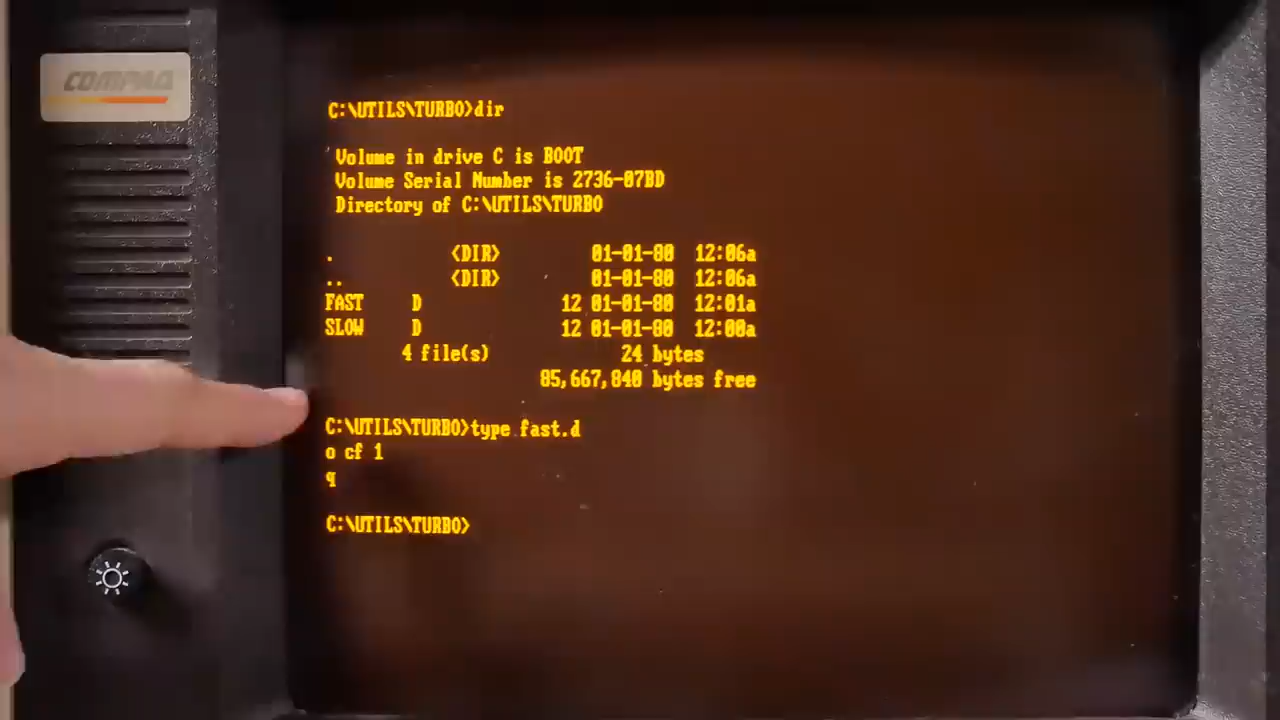 COMPAQ
C:\UTILS\TURBO>dir
Volume in drive C is BOOT
Volume Serial Number is 2736-07BD
Directory of C:\UTILS\TURBO
. <DIR> 01-01-80 12:06a
.. <DIR> 01-01-80 12:06a
FAST D 12 01-01-80 12:01a
SLOW D 12 01-01-80 12:00a
4 file(s) 24 bytes
85,667,840 bytes free
C:\UTILS\TURBO>type fast.d
o cf 1
q
C:\UTILS\TURBO>